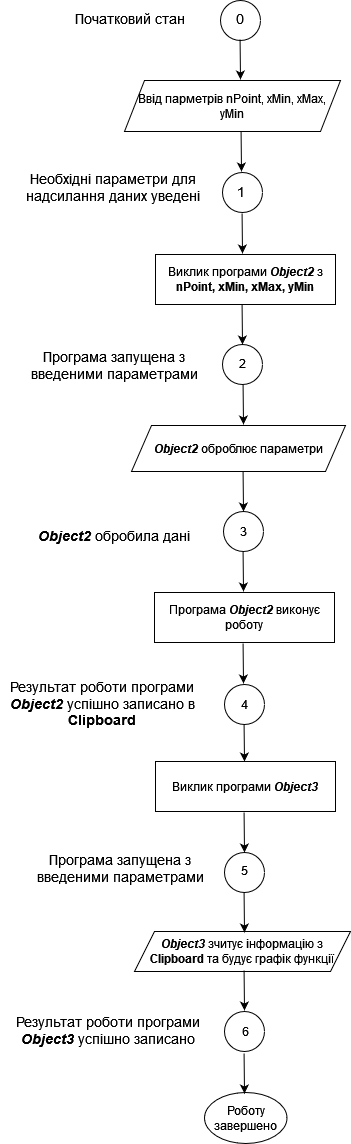 Початковий стан
0
Ввід парметрів nPoint, xMin, xMax,
yMin
Необхідні параметри для
надсилання даних уведені
1
Виклик програми Object2 з
nPoint, xMin, xMax, yMin
Програма запущена з
введеними параметрами
2
Object2 оброблює параметри
Object2 обробила дані
3
Програма Object2 виконує
роботу
Результат роботи програми
Object2 успішно записано в
Clipboard
4
Виклик програми Object3
Програма запущена з
введеними параметрами
5
Object3 зчитує інформацію з
Clipboard та будує графік функції
Результат роботи програми
Object3 успішно записано
6
Роботу
завершено